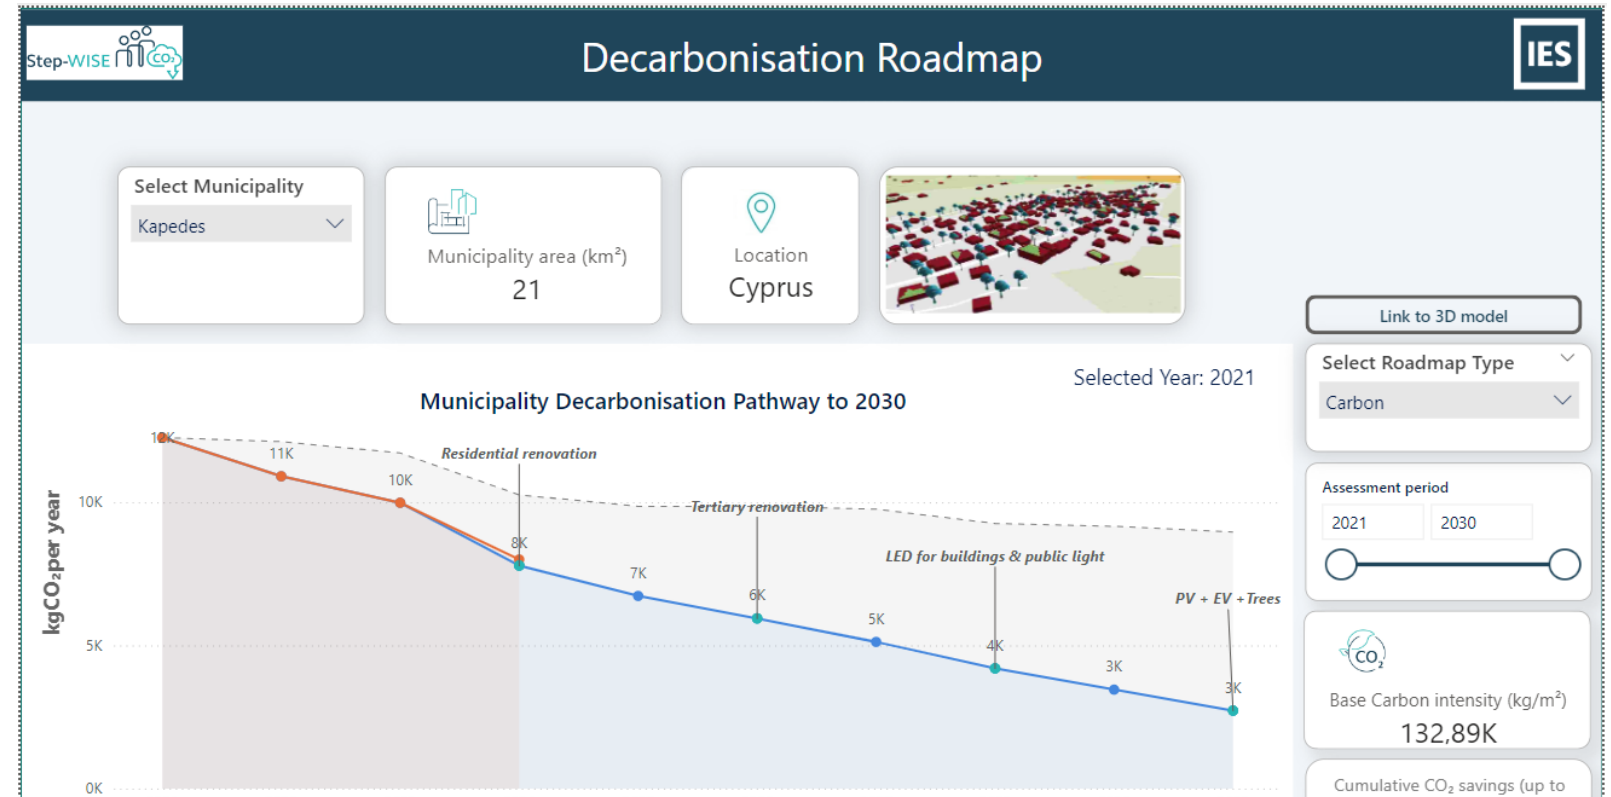 Step-WISE
CO₂
Decarbonisation Roadmap
IES
Select Municipality
Kapedes
Municipality area (km²)
21
Location
Cyprus
Link to 3D model
Select Roadmap Type
Carbon
Selected Year: 2021
Municipality Decarbonisation Pathway to 2030
Assessment period
2021
2030
CO₂
Base Carbon intensity (kg/m²)
132,89K
Cumulative CO₂ savings (up to
kgCO₂per year
10K
5K
0K
12K
11K
10K
8K
7K
6K
5K
4K
3K
3K
Residential renovation
Tertiary renovation
LED for buildings & public light
PV + EV +Trees